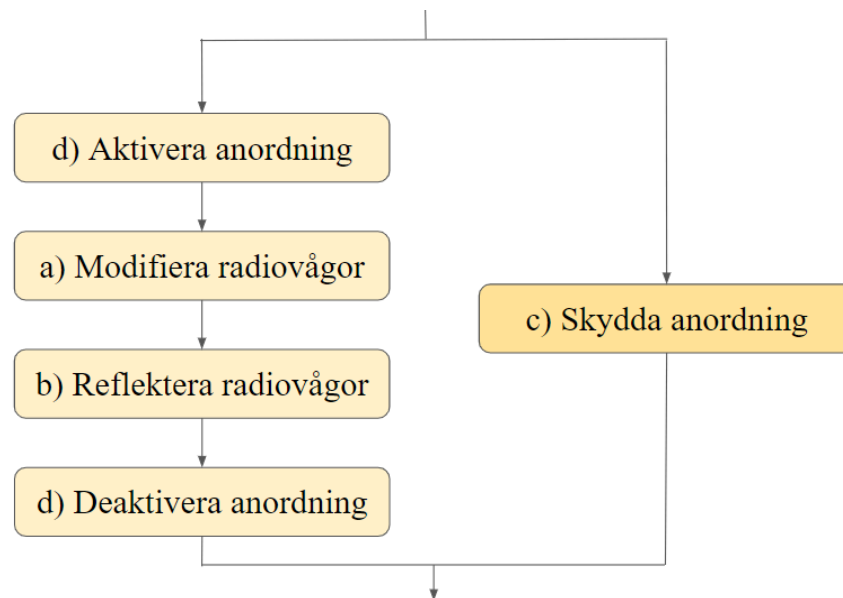 d) Aktivera anordning
a) Modifiera radiovågor
c) Skydda anordning
b) Reflektera radiovågor
d) Deaktivera anordning